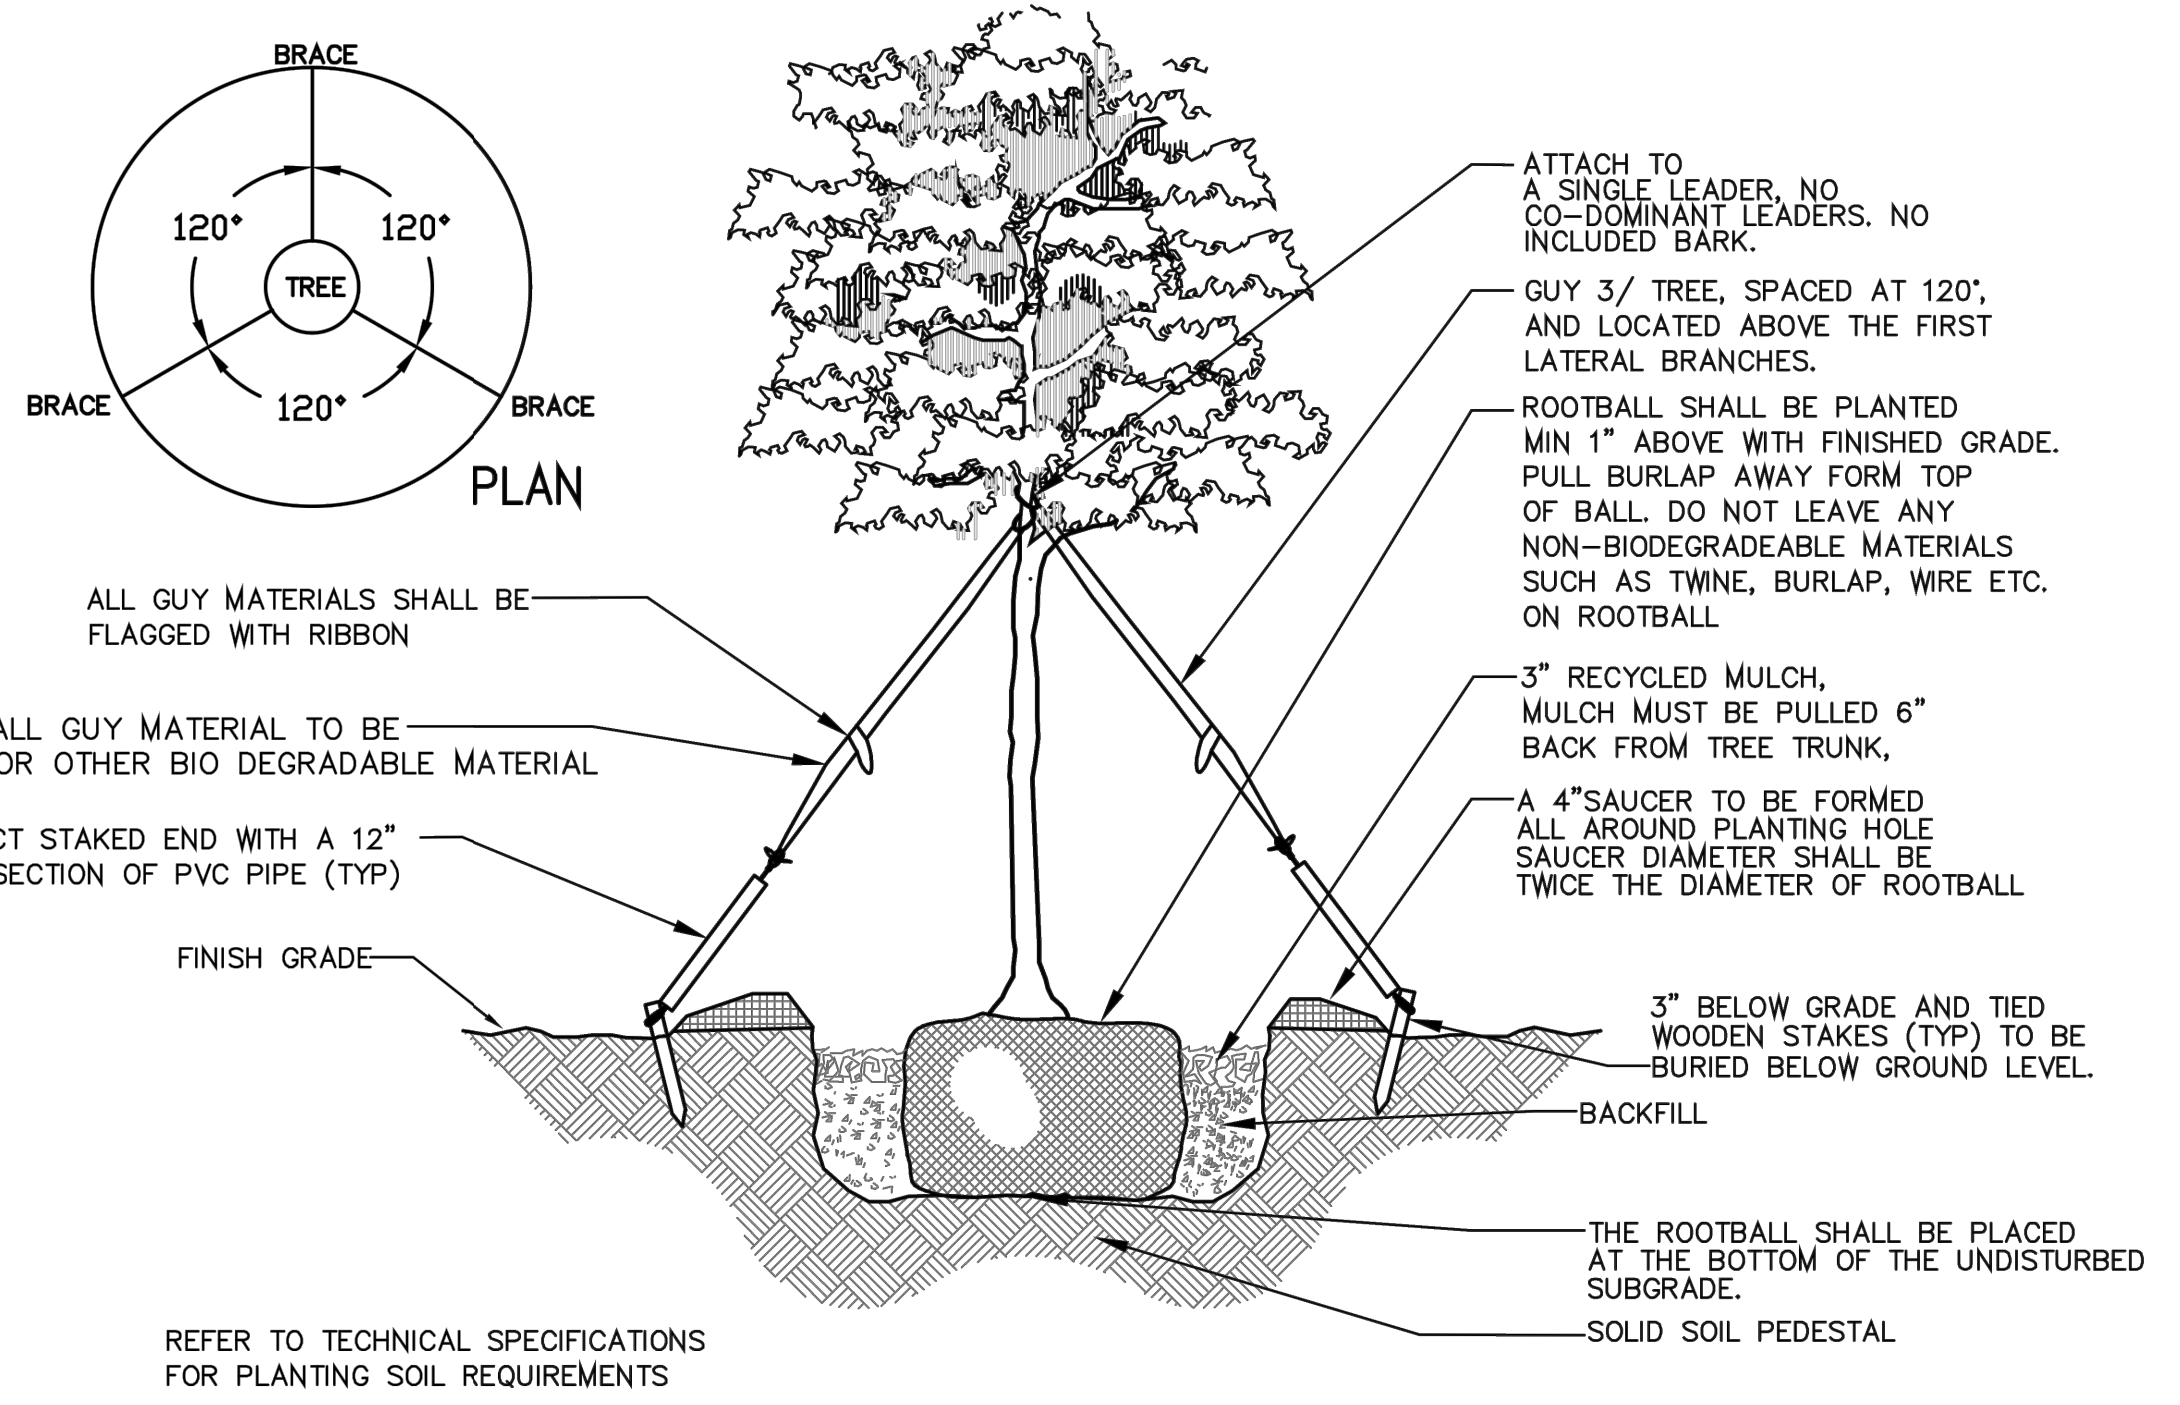 BRACE
120°
120°
TREE
120°
BRACE
BRACE
PLAN
ALL GUY MATERIALS SHALL BE
FLAGGED WITH RIBBON
ALL GUY MATERIAL TO BE
OR OTHER BIO DEGRADABLE MATERIAL
CT STAKED END WITH A 12”
SECTION OF PVC PIPE (TYP)
FINISH GRADE
REFER TO TECHNICAL SPECIFICATIONS
FOR PLANTING SOIL REQUIREMENTS
ATTACH TO
A SINGLE LEADER, NO
CO-DOMINANT LEADERS. NO
INCLUDED BARK.
GUY 3/ TREE, SPACED AT 120°,
AND LOCATED ABOVE THE FIRST
LATERAL BRANCHES.
ROOTBALL SHALL BE PLANTED
MIN 1” ABOVE WITH FINISHED GRADE.
PULL BURLAP AWAY FORM TOP
OF BALL. DO NOT LEAVE ANY
NON-BIODEGRADEABLE MATERIALS
SUCH AS TWINE, BURLAP, WIRE ETC.
ON ROOTBALL
3” RECYCLED MULCH,
MULCH MUST BE PULLED 6”
BACK FROM TREE TRUNK,
A 4”SAUCER TO BE FORMED
ALL AROUND PLANTING HOLE
SAUCER DIAMETER SHALL BE
TWICE THE DIAMETER OF ROOTBALL
3” BELOW GRADE AND TIED
WOODEN STAKES (TYP) TO BE
BURIED BELOW GROUND LEVEL.
BACKFILL
THE ROOTBALL SHALL BE PLACED
AT THE BOTTOM OF THE UNDISTURBED
SUBGRADE.
SOLID SOIL PEDESTAL